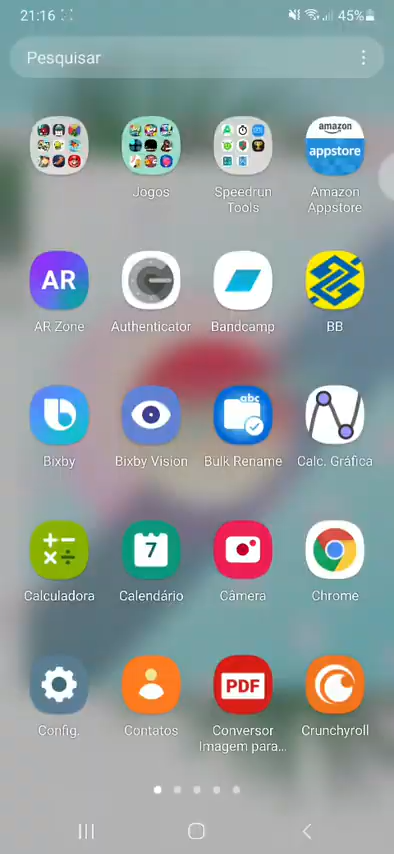 21:16
45%
Pesquisar
Jogos
Speedrun
Tools
amazon
appstore
Amazon
Appstore
AR
AR Zone
Authenticator
Bandcamp
BB
Bixby
Bixby Vision
abc
Bulk Rename
Calc. Gráfica
Calculadora
7
Calendário
Câmera
Chrome
Config.
Contatos
PDF
Conversor
Imagem para...
Crunchyroll